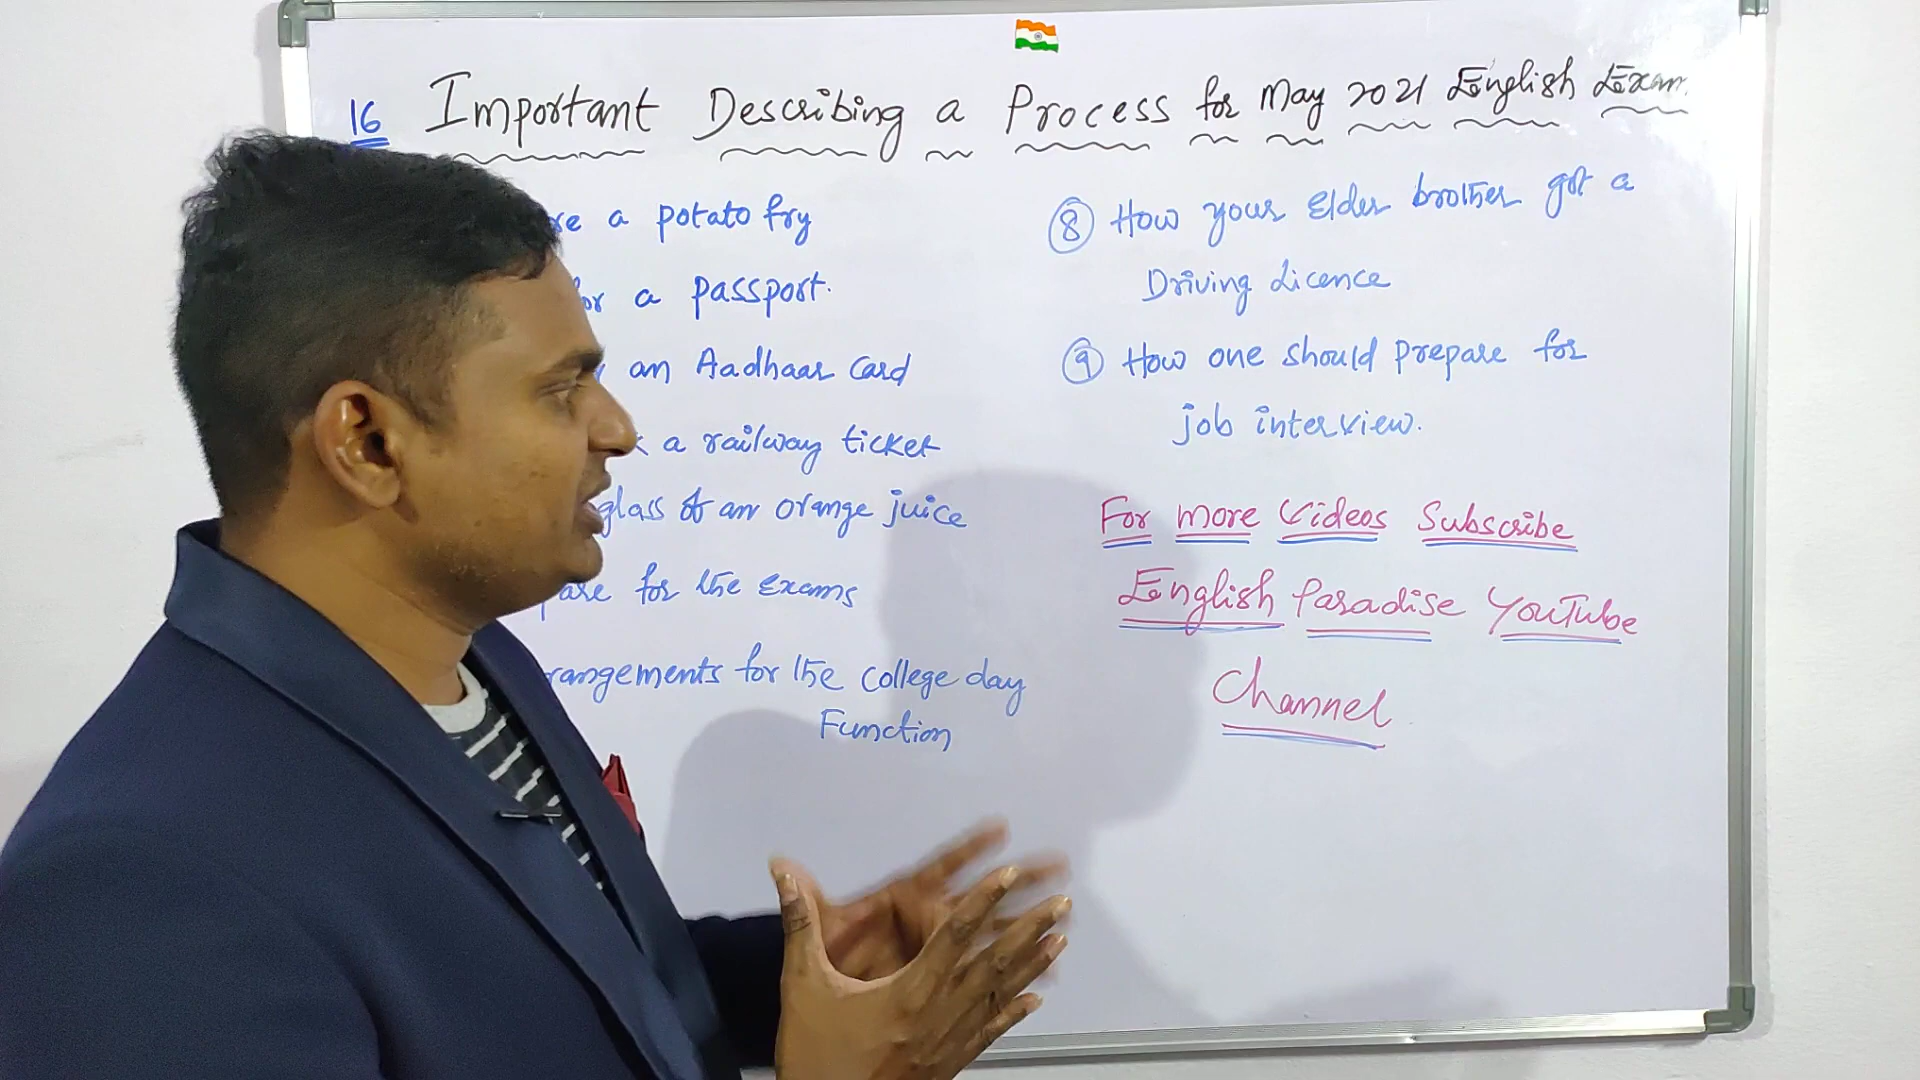 16 Important Describing a Process for May 2021 English Exam.
a potato fry
for a passport.
an Aadhaar Card
a railway ticket
glass of an orange juice
for the Exams
for the College day
Function
⑧ How your Elder brother got a
Driving Licence
⑨ How one should prepare for
job interview.
For more Videos Subscribe
English Paradise YouTube
Channel